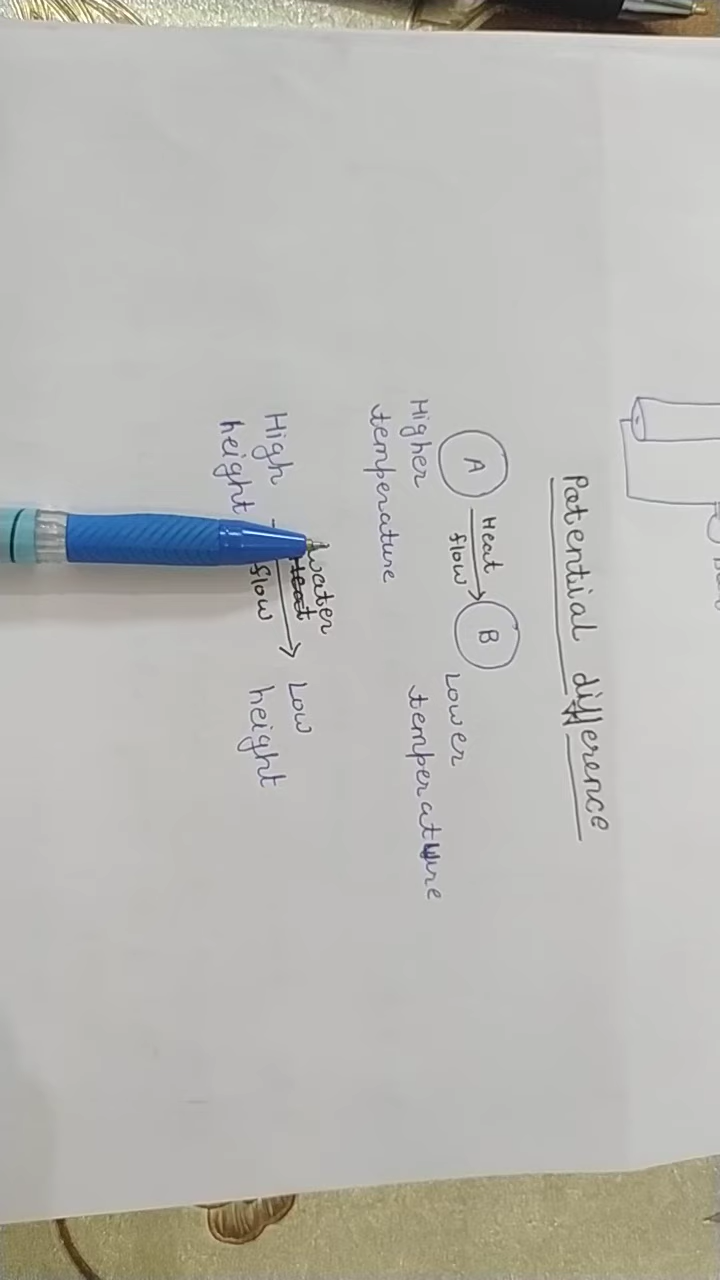 Potential difference
A
Heat
flow
B
Higher
temperature
Lower
temperature
High
height
water
flow
Low
height